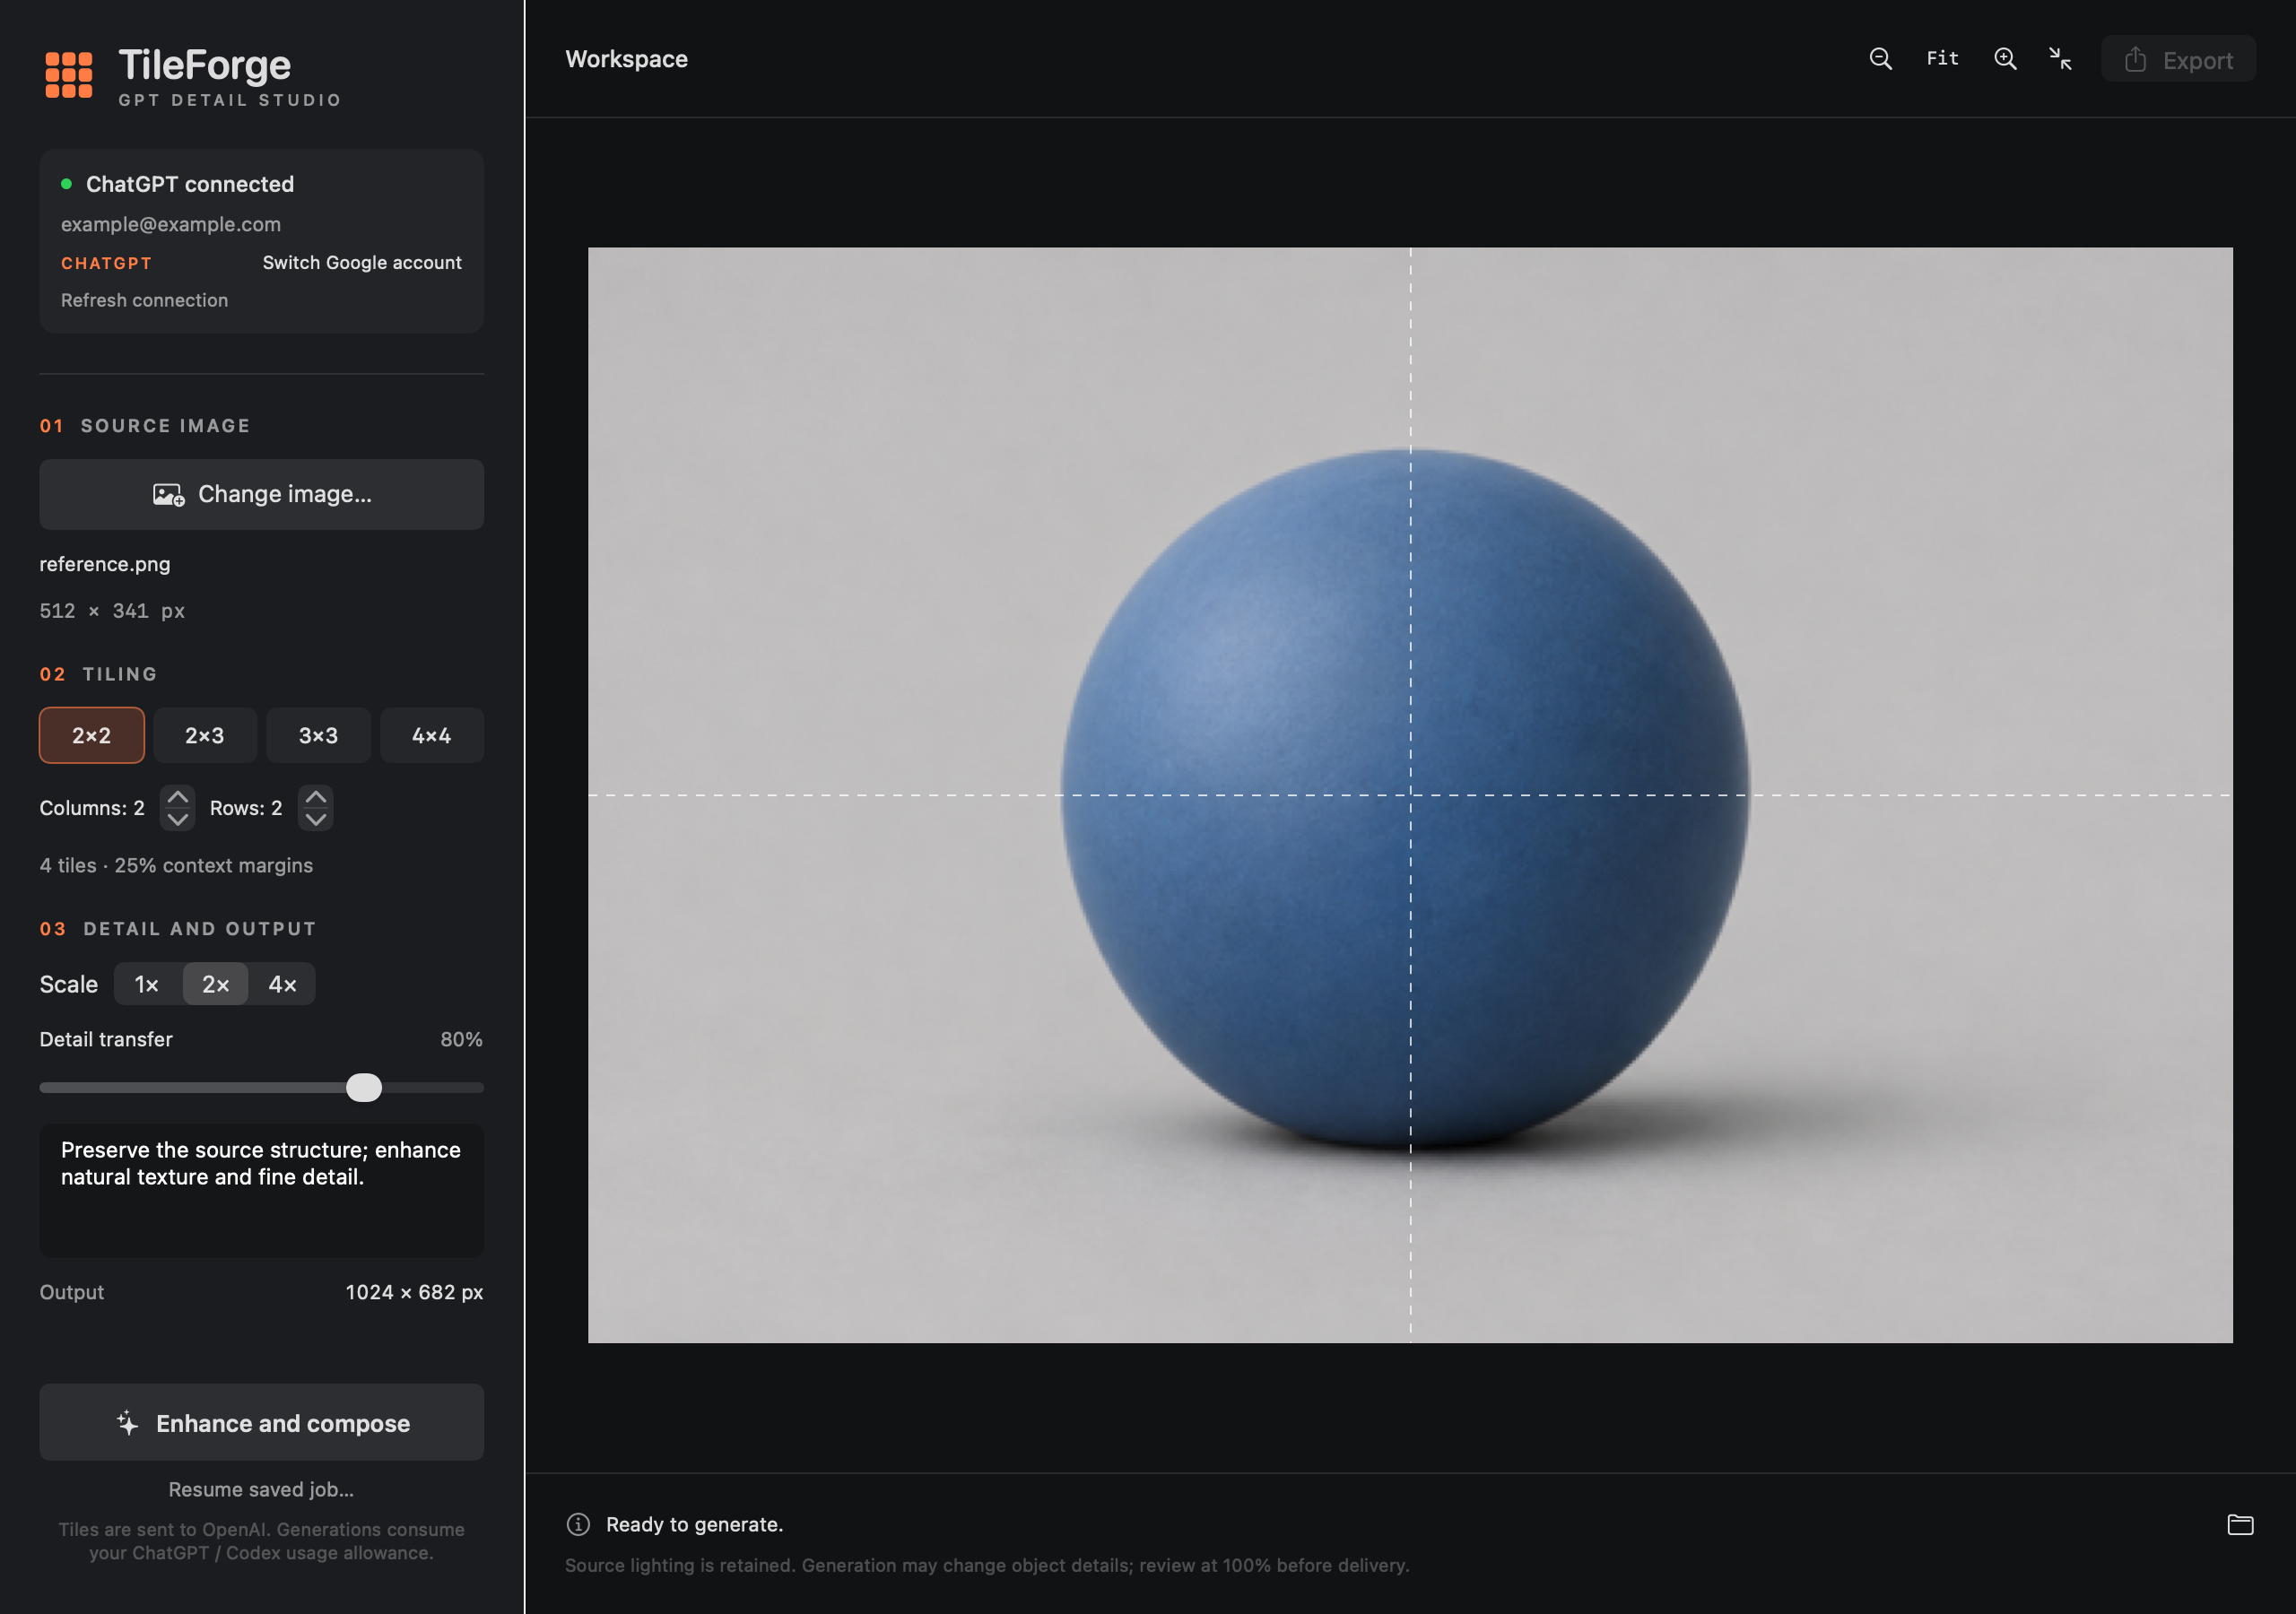 TileForge
GPT DETAIL STUDIO
ChatGPT connected
example@example.com
CHATGPT Switch Google account
Refresh connection
01 SOURCE IMAGE
Change image...
reference.png
512 × 341 px
02 TILING
2×2 2×3 3×3 4×4
Columns: 2 Rows: 2
4 tiles · 25% context margins
03 DETAIL AND OUTPUT
Scale 1× 2× 4×
Detail transfer 80%
Preserve the source structure; enhance
natural texture and fine detail.
Output 1024 × 682 px
Enhance and compose
Resume saved job...
Tiles are sent to OpenAI. Generations consume
your ChatGPT / Codex usage allowance.
Workspace
Fit
Export
Ready to generate.
Source lighting is retained. Generation may change object details; review at 100% before delivery.